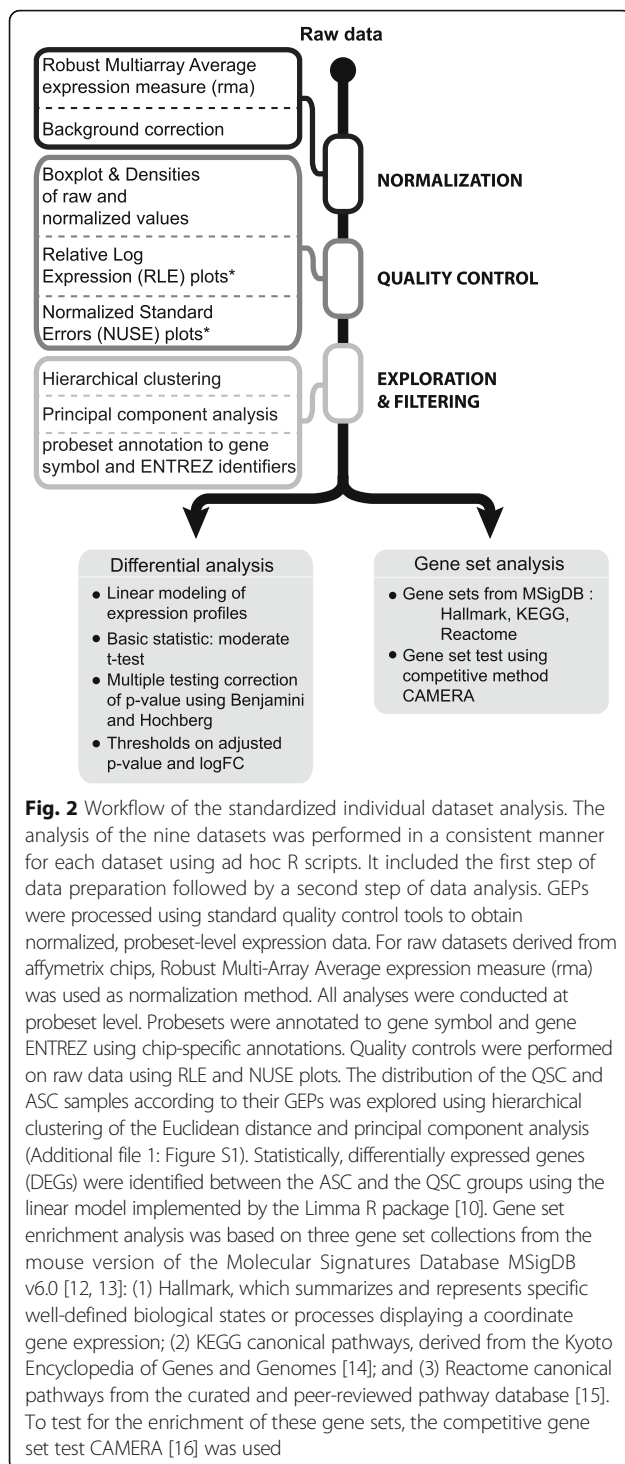 Raw data
Robust Multiarray Average
expression measure (rma)
Background correction
NORMALIZATION
Boxplot & Densities
of raw and
normalized values
Relative Log
Expression (RLE) plots*
Normalized Standard
Errors (NUSE) plots*
QUALITY CONTROL
Hierarchical clustering
Principal component analysis
probeset annotation to gene
symbol and ENTREZ identifiers
EXPLORATION
& FILTERING
Differential analysis
● Linear modeling of
expression profiles
● Basic statistic: moderate
t-test
● Multiple testing correction
of p-value using Benjamini
and Hochberg
● Thresholds on adjusted
p-value and logFC
Gene set analysis
● Gene sets from MSigDB :
Hallmark, KEGG,
Reactome
● Gene set test using
competitive method
CAMERA
Fig. 2 Workflow of the standardized individual dataset analysis. The
analysis of the nine datasets was performed in a consistent manner
for each dataset using ad hoc R scripts. It included the first step of
data preparation followed by a second step of data analysis. GEPs
were processed using standard quality control tools to obtain
normalized, probeset-level expression data. For raw datasets derived from
affymetrix chips, Robust Multi-Array Average expression measure (rma)
was used as normalization method. All analyses were conducted at
probeset level. Probesets were annotated to gene symbol and gene
ENTREZ using chip-specific annotations. Quality controls were performed
on raw data using RLE and NUSE plots. The distribution of the QSC and
ASC samples according to their GEPs was explored using hierarchical
clustering of the Euclidean distance and principal component analysis
(Additional file 1: Figure S1). Statistically, differentially expressed genes
(DEGs) were identified between the ASC and the QSC groups using the
linear model implemented by the Limma R package [10]. Gene set
enrichment analysis was based on three gene set collections from the
mouse version of the Molecular Signatures Database MSigDB
v6.0 [12, 13]: (1) Hallmark, which summarizes and represents specific
well-defined biological states or processes displaying a coordinate
gene expression; (2) KEGG canonical pathways, derived from the Kyoto
Encyclopedia of Genes and Genomes [14]; and (3) Reactome canonical
pathways from the curated and peer-reviewed pathway database [15].
To test for the enrichment of these gene sets, the competitive gene
set test CAMERA [16] was used